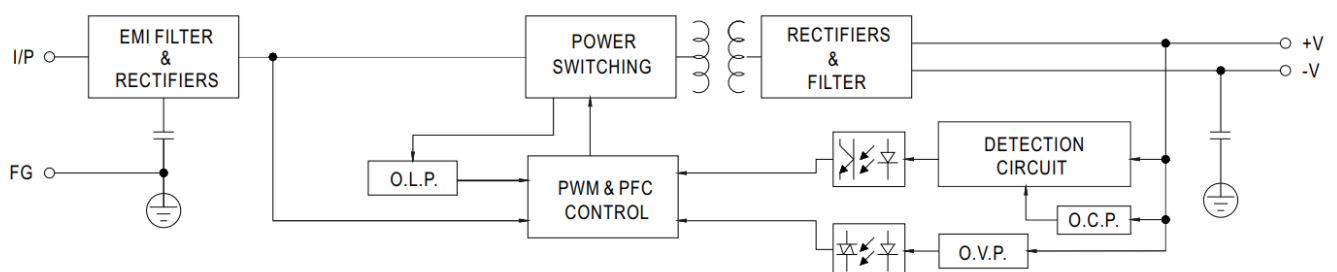 I/P
EMI FILTER
&
RECTIFIERS
POWER
SWITCHING
RECTIFIERS
&
FILTER
+V
-V
FG
O.L.P.
PWM & PFC
CONTROL
DETECTION
CIRCUIT
O.C.P.
O.V.P.